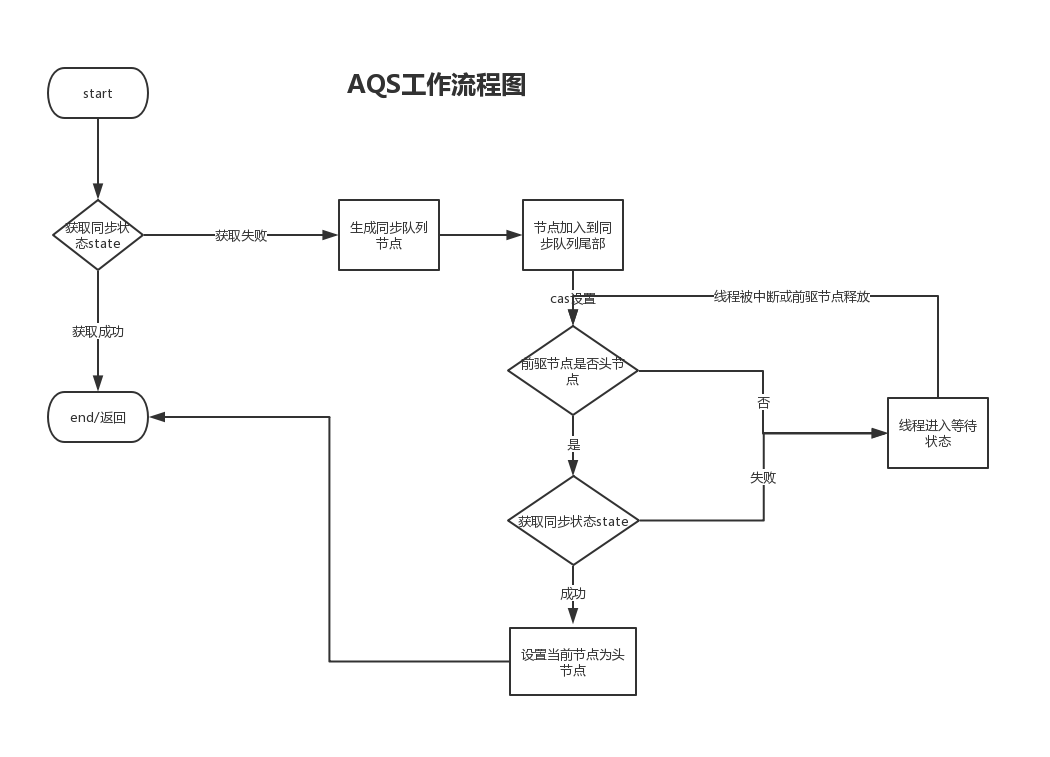 AQS工作流程图
start
获取同步状
态state
获取失败
生成同步队列
节点
节点加入到同
步队列尾部
cas设置
线程被中断或前驱节点释放
获取成功
前驱节点是否头节
点
否
end/返回
线程进入等待
状态
是
失败
获取同步状态state
成功
设置当前节点为头
节点